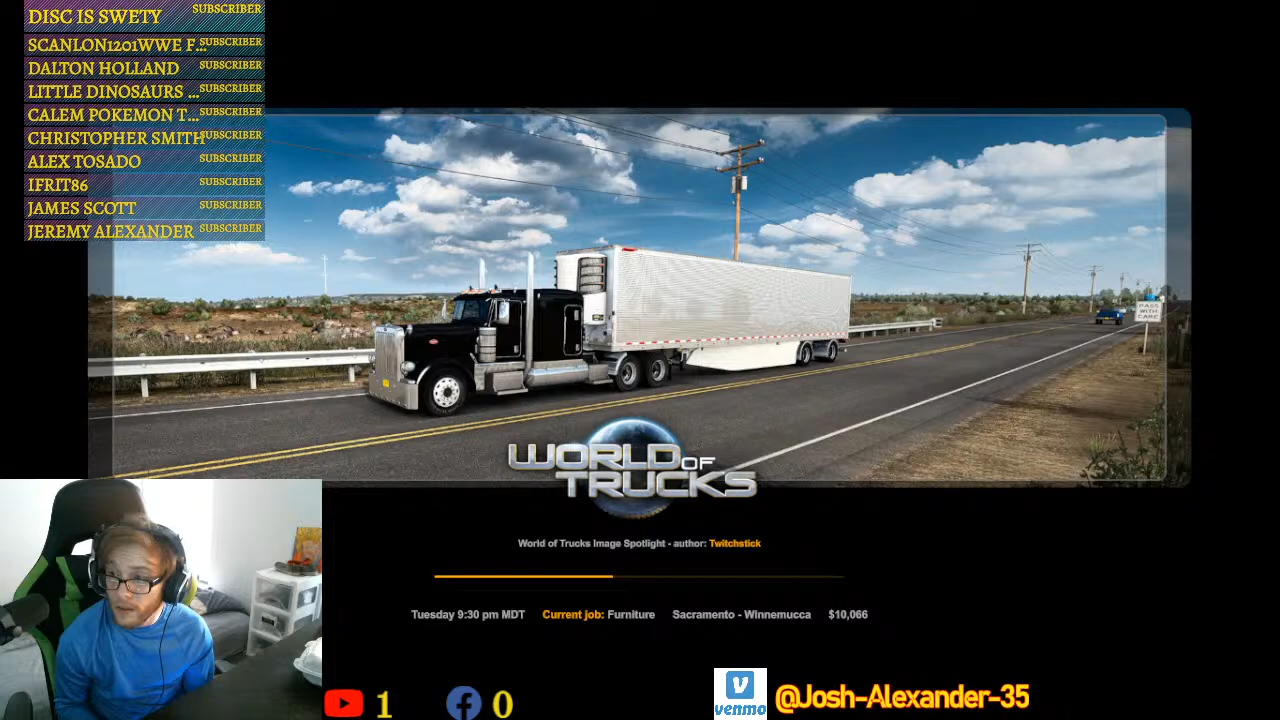 DISC IS SWETY SUBSCRIBER
SCANLON1201WWE F... SUBSCRIBER
DALTON HOLLAND SUBSCRIBER
LITTLE DINOSAURS ... SUBSCRIBER
CALEM POKEMON T... SUBSCRIBER
CHRISTOPHER SMITH SUBSCRIBER
ALEX TOSADO SUBSCRIBER
IFRIT86 SUBSCRIBER
JAMES SCOTT SUBSCRIBER
JEREMY ALEXANDER SUBSCRIBER
PASS
WITH
CARE
WORLD OF
TRUCKS
World of Trucks Image Spotlight - author: Twitchstick
Tuesday 9:30 pm MDT Current job: Furniture Sacramento - Winnemucca $10,066
1 0
venmo @Josh-Alexander-35